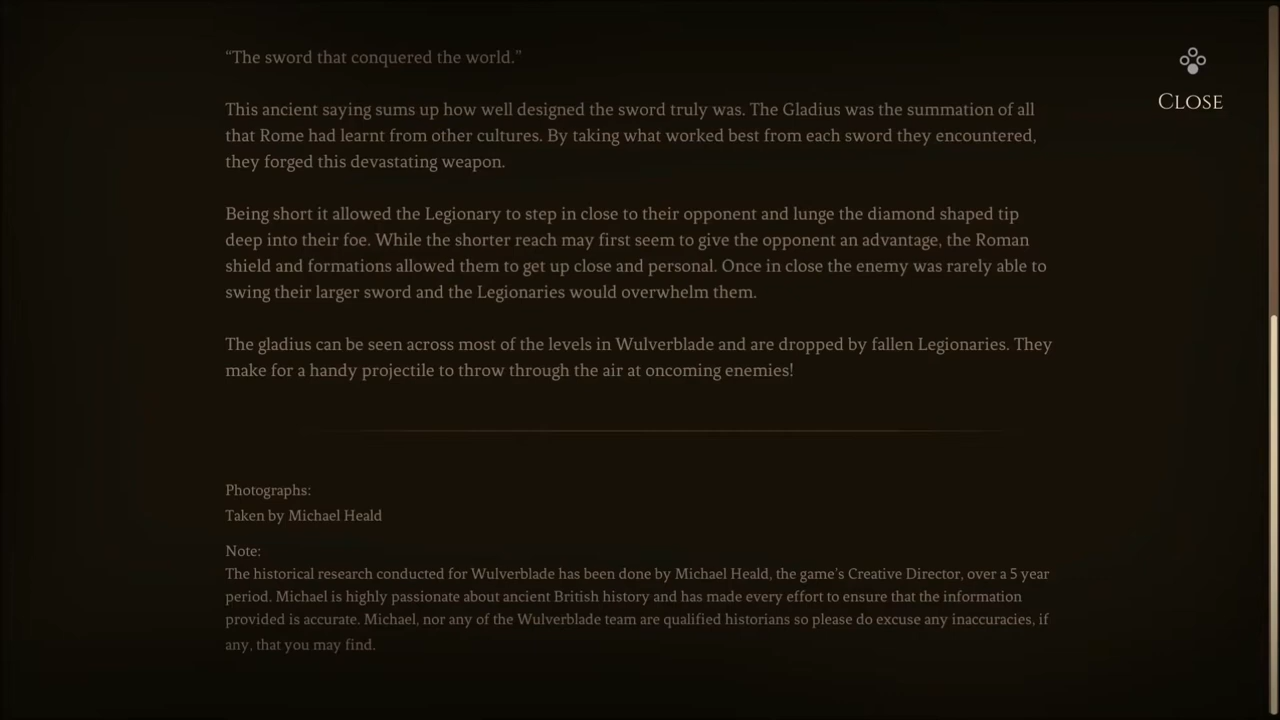 “The sword that conquered the world.”
CLOSE
This ancient saying sums up how well designed the sword truly was. The Gladius was the summation of all
that Rome had learnt from other cultures. By taking what worked best from each sword they encountered,
they forged this devastating weapon.
Being short it allowed the Legionary to step in close to their opponent and lunge the diamond shaped tip
deep into their foe. While the shorter reach may first seem to give the opponent an advantage, the Roman
shield and formations allowed them to get up close and personal. Once in close the enemy was rarely able to
swing their larger sword and the Legionaries would overwhelm them.
The gladius can be seen across most of the levels in Wulverblade and are dropped by fallen Legionaries. They
make for a handy projectile to throw through the air at oncoming enemies!
Photographs:
Taken by Michael Heald
Note:
The historical research conducted for Wulverblade has been done by Michael Heald, the game's Creative Director, over a 5 year
period. Michael is highly passionate about ancient British history and has made every effort to ensure that the information
provided is accurate. Michael, nor any of the Wulverblade team are qualified historians so please do excuse any inaccuracies, if
any, that you may find.